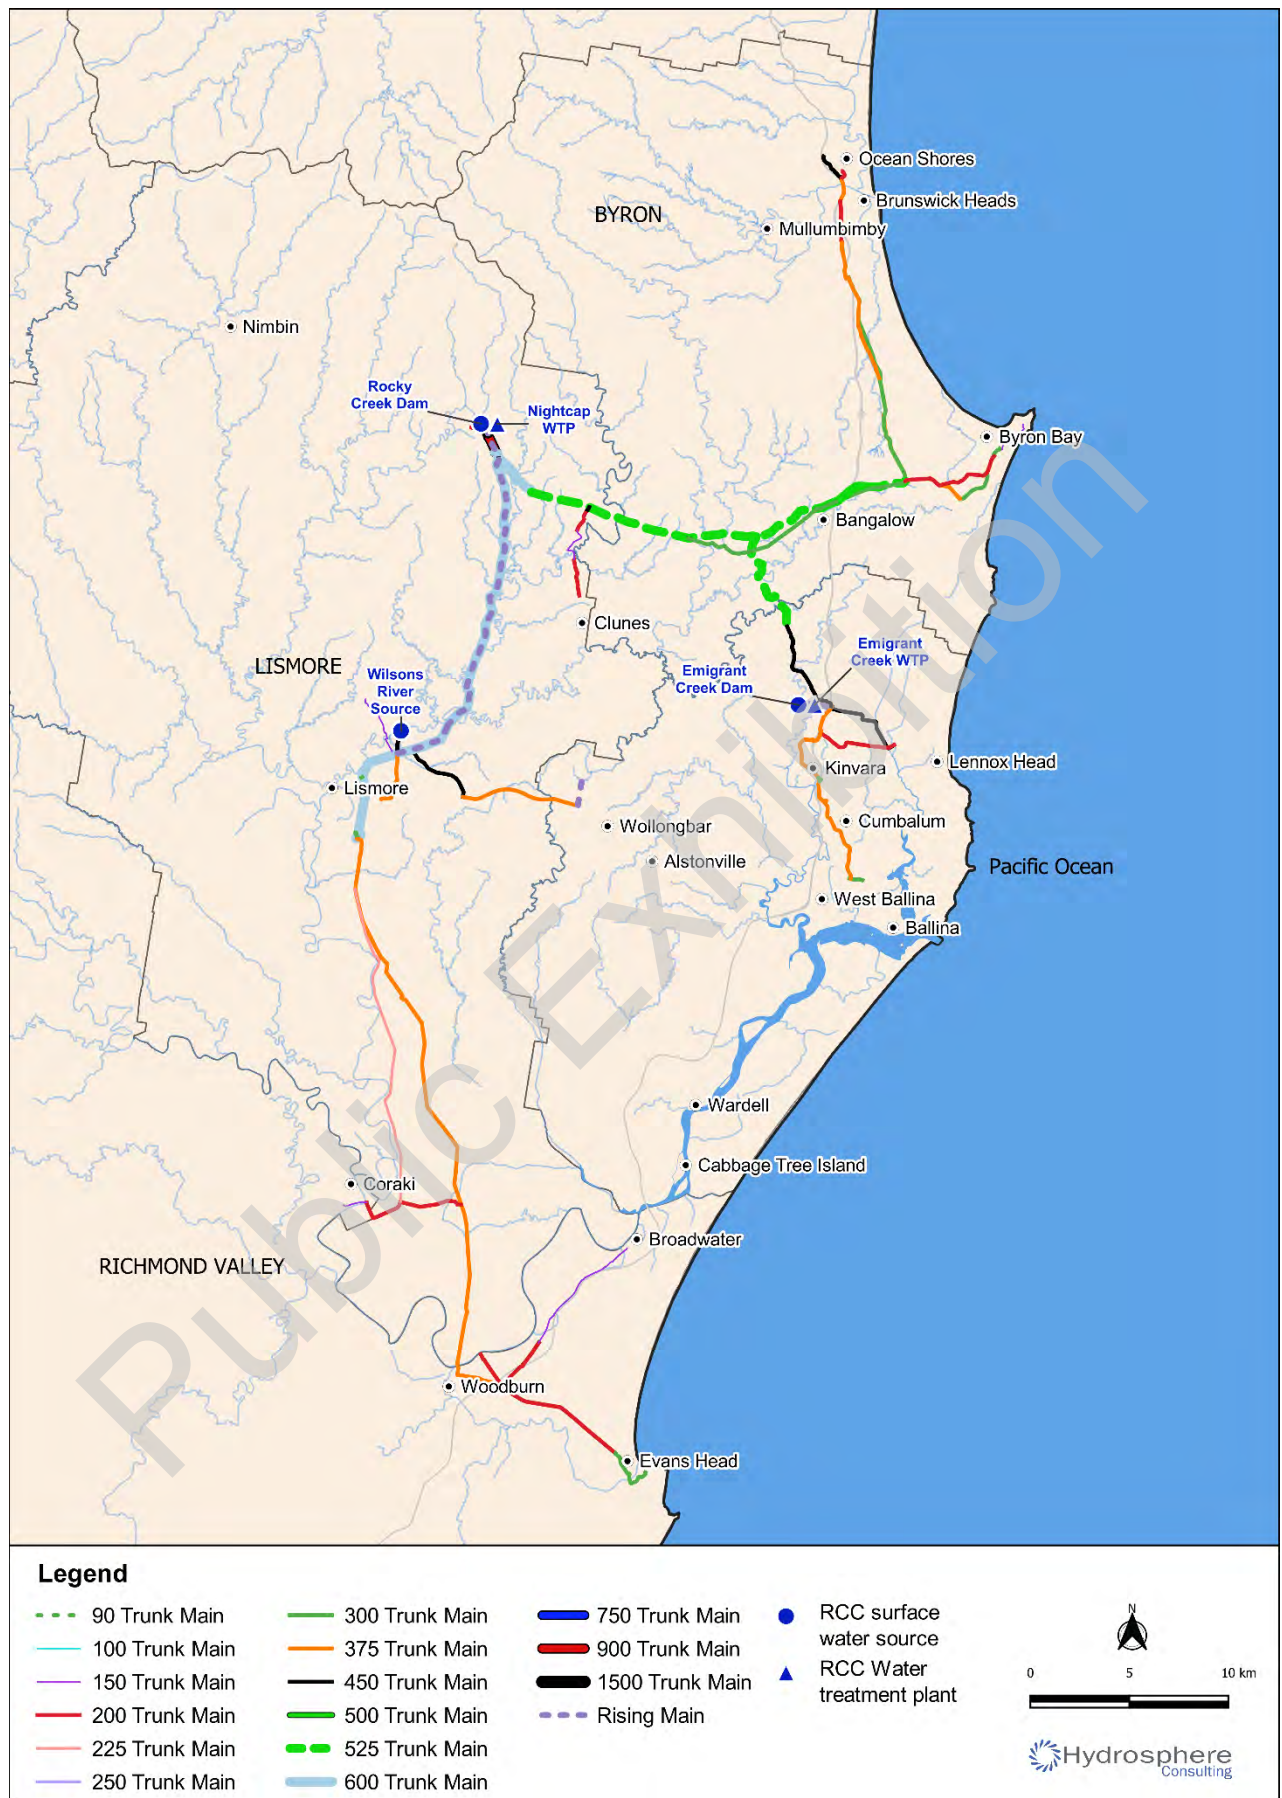 Ocean Shores
Brunswick Heads
BYRON
Mullumbimby
Nimbin
Rocky
Creek Dam
Nightcap
WTP
Byron Bay
Bangalow
Clunes
Emigrant
Creek WTP
LISMORE
Wilsons
River
Source
Emigrant
Creek Dam
Lennox Head
Kinvara
Lismore
Cumbalum
Wollongbar
Alstonville
Pacific Ocean
West Ballina
Ballina
Wardell
Cabbage Tree Island
Coraki
Broadwater
RICHMOND VALLEY
Woodburn
Evans Head
Public Exhibition
Legend
90 Trunk Main
100 Trunk Main
150 Trunk Main
200 Trunk Main
225 Trunk Main
250 Trunk Main
300 Trunk Main
375 Trunk Main
450 Trunk Main
500 Trunk Main
525 Trunk Main
600 Trunk Main
750 Trunk Main
900 Trunk Main
1500 Trunk Main
Rising Main
RCC surface
water source
RCC Water
treatment plant
N
0 5 10 km
Hydrosphere
Consulting